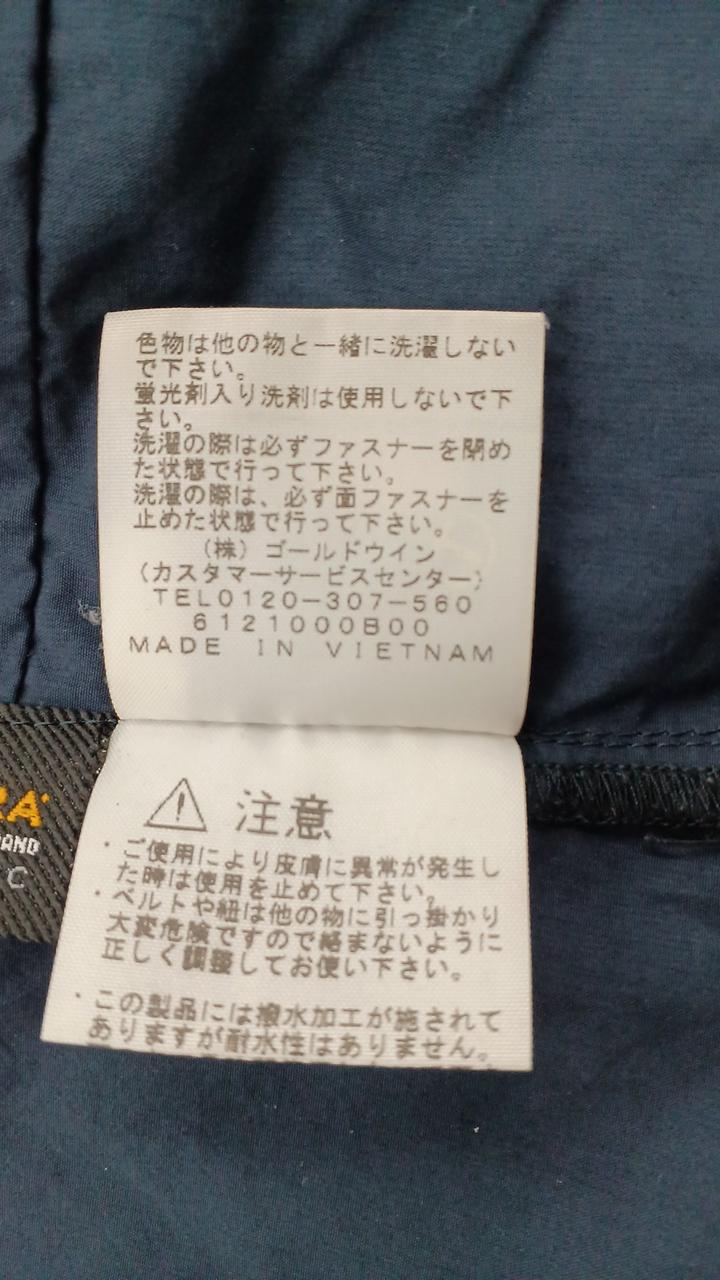 色物は他の物と一緒に洗濯しない
で下さい。
蛍光剤入り洗剤は使用しないで下
さい。
洗濯の際は必ずファスナーを閉め
た状態で行って下さい。
洗濯の際は、必ず面ファスナーを
止めた状態で行って下さい。
(株)ゴールドウイン
(カスタマーサービスセンター)
TEL0120-307-560
6121000B00
MADE IN VIETNAM
RA
AND
C
注意
・ご使用により皮膚に異常が発生し
た時は使用を止めて下さい。
・ベルトや紐は他の物に引っ掛かり
大変危険ですので絡まないように
正しく調整してお使い下さい。
・この製品には撥水加工が施されて
ありますが耐水性はありません。